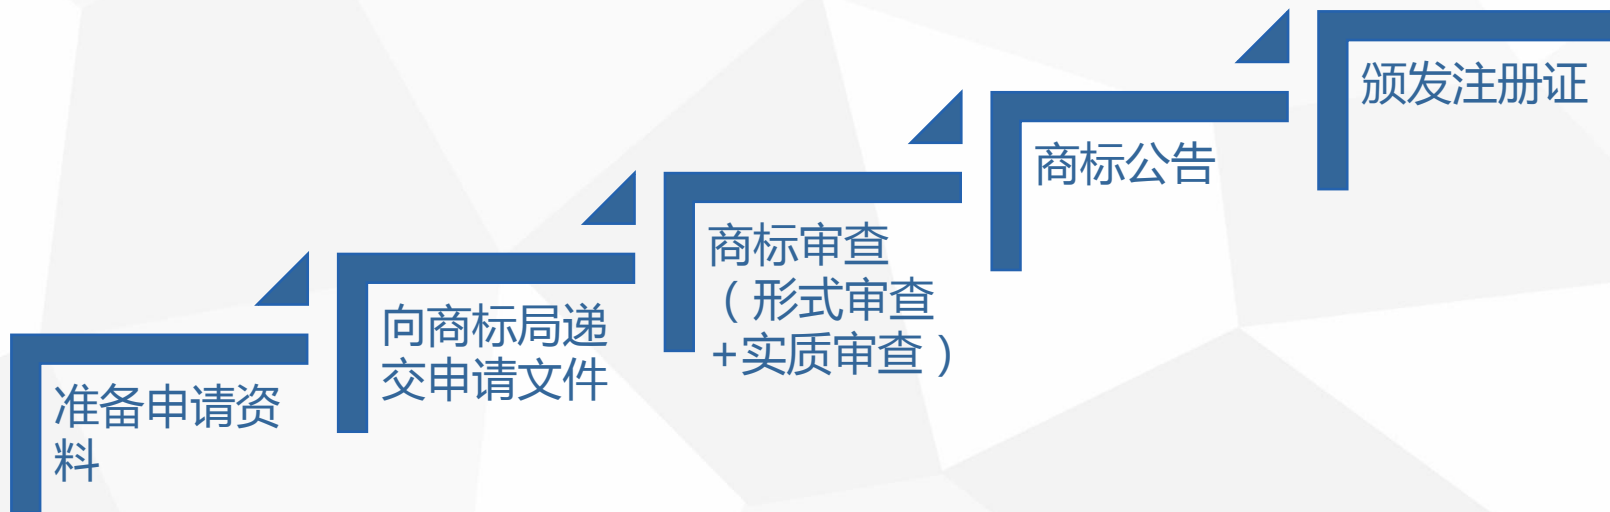 准备申请资
料
向商标局递
交申请文件
商标审查
（形式审查
+实质审查）
商标公告
颁发注册证